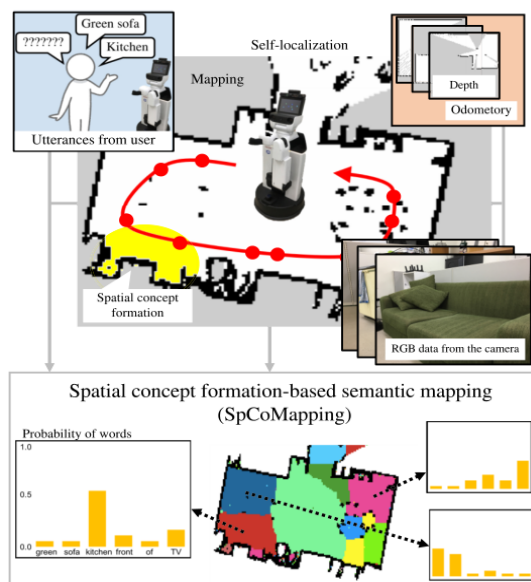 Green sofa
???????
Kitchen
Utterances from user
Self-localization
Mapping
Depth
Odometory
Spatial concept
formation
RGB data from the camera
Spatial concept formation-based semantic mapping
(SpCoMapping)
Probability of words
1.0
0.5
0.0
green sofa kitchen front of TV